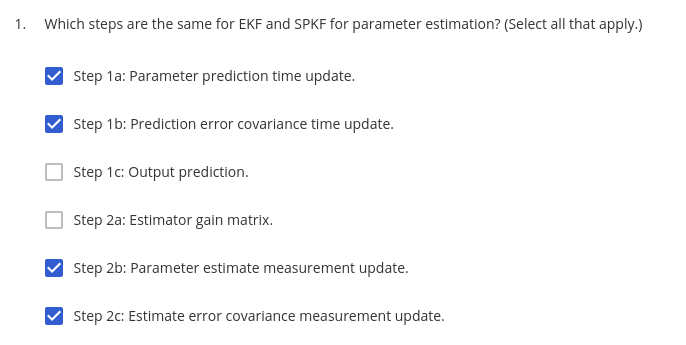 1. Which steps are the same for EKF and SPKF for parameter estimation? (Select all that apply.)
Step 1a: Parameter prediction time update.
Step 1b: Prediction error covariance time update.
Step 1c: Output prediction.
Step 2a: Estimator gain matrix.
Step 2b: Parameter estimate measurement update.
Step 2c: Estimate error covariance measurement update.